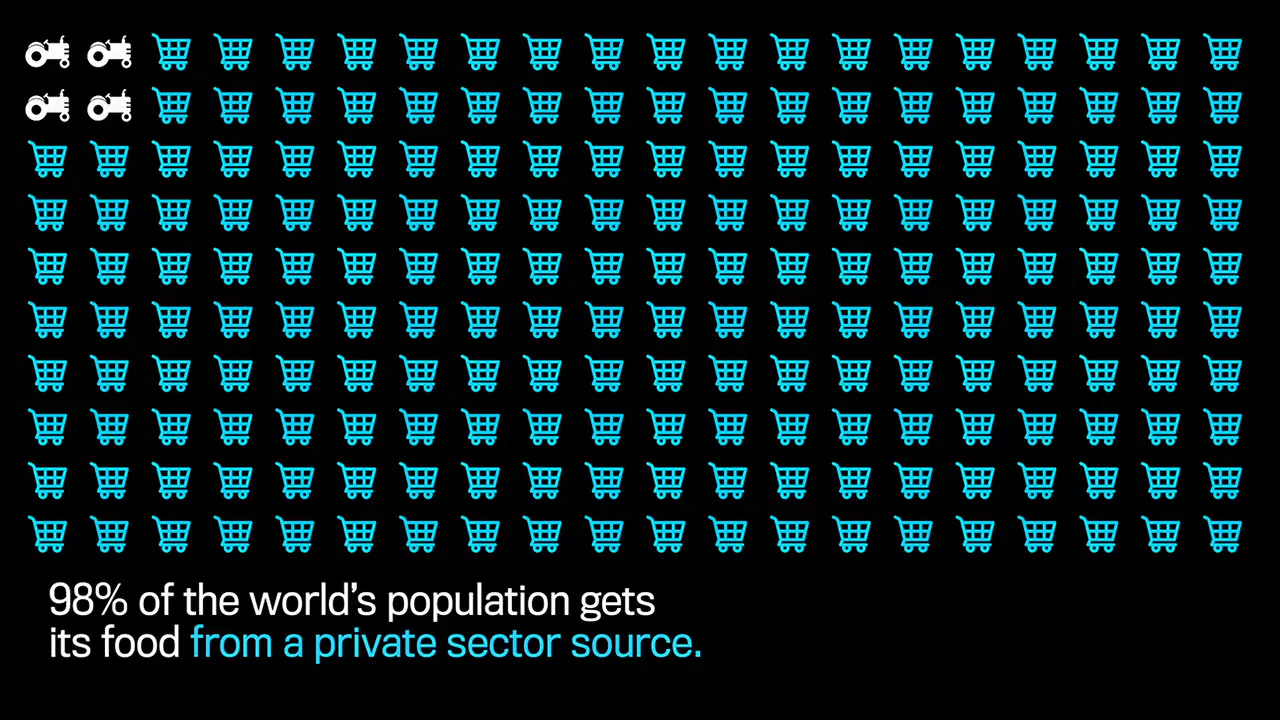 98% of the world's population gets
its food from a private sector source.